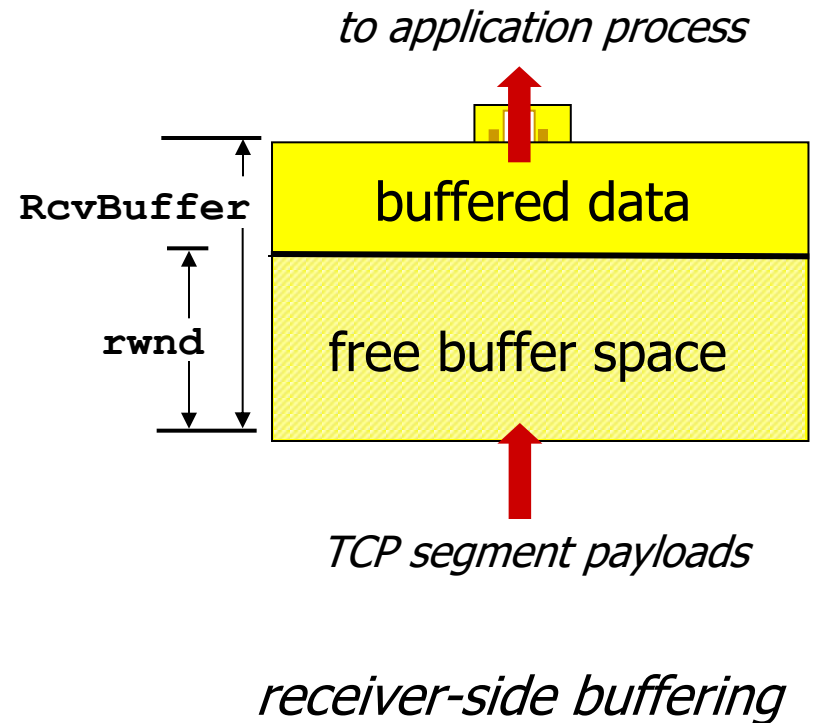 to application process
RcvBuffer
buffered data
rwnd
free buffer space
TCP segment payloads
receiver-side buffering